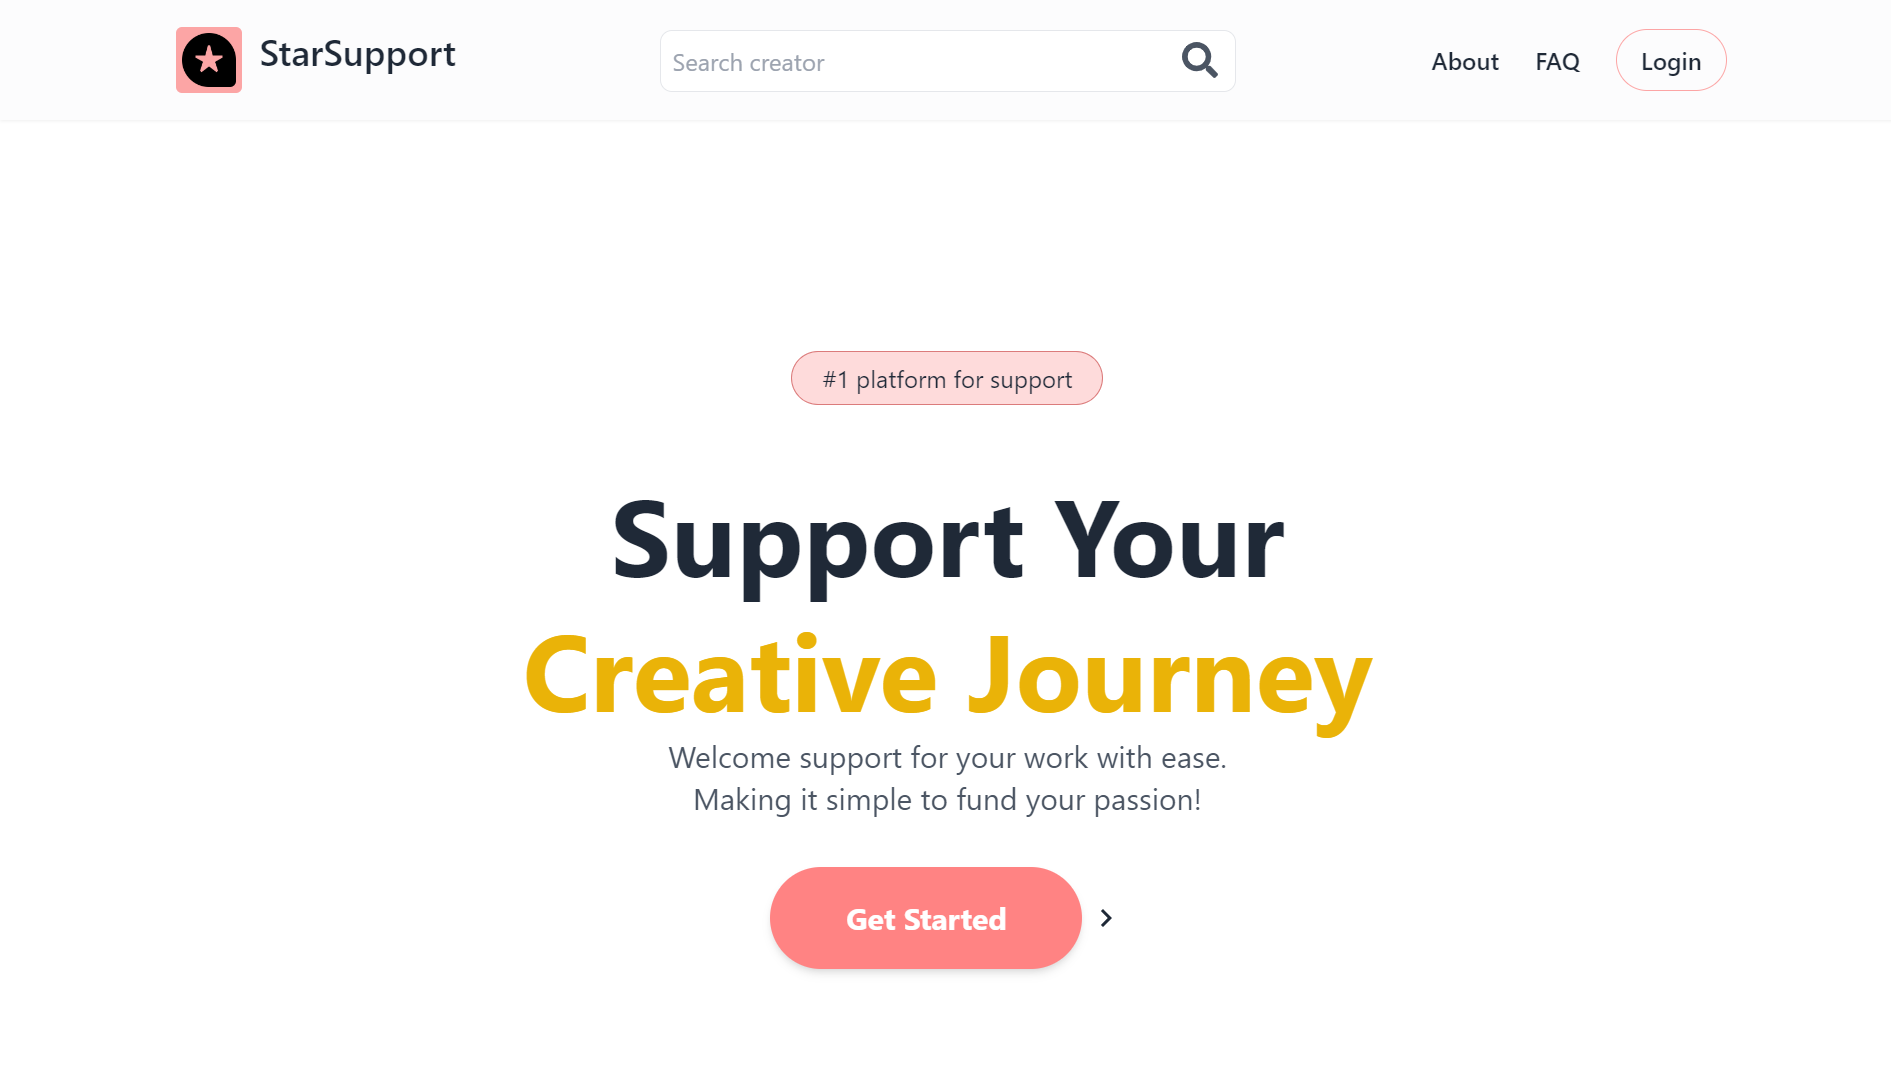 StarSupport
Search creator
About
FAQ
Login
#1 platform for support
Support Your
Creative Journey
Welcome support for your work with ease.
Making it simple to fund your passion!
Get Started